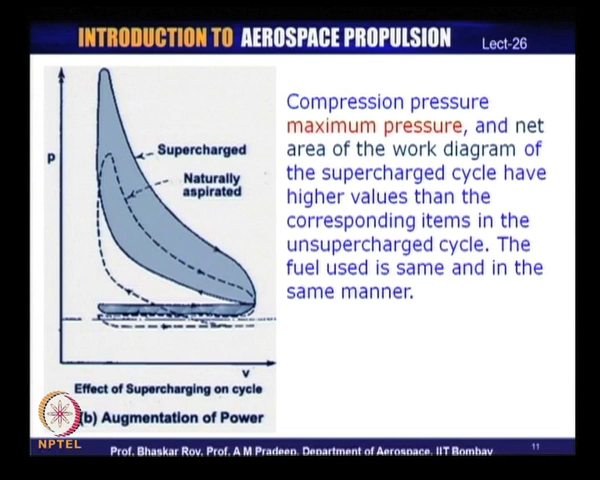 INTRODUCTION TO AEROSPACE PROPULSION
Lect-26
p
Supercharged
Naturally
aspirated
v
Effect of Supercharging on cycle
(b) Augmentation of Power
Compression pressure
maximum pressure, and net
area of the work diagram of
the supercharged cycle have
higher values than the
corresponding items in the
unsupercharged cycle. The
fuel used is same and in the
same manner.
NPTEL
Prof. Bhaskar Roy, Prof. A M Pradeep, Department of Aerospace, IIT Bombay
11